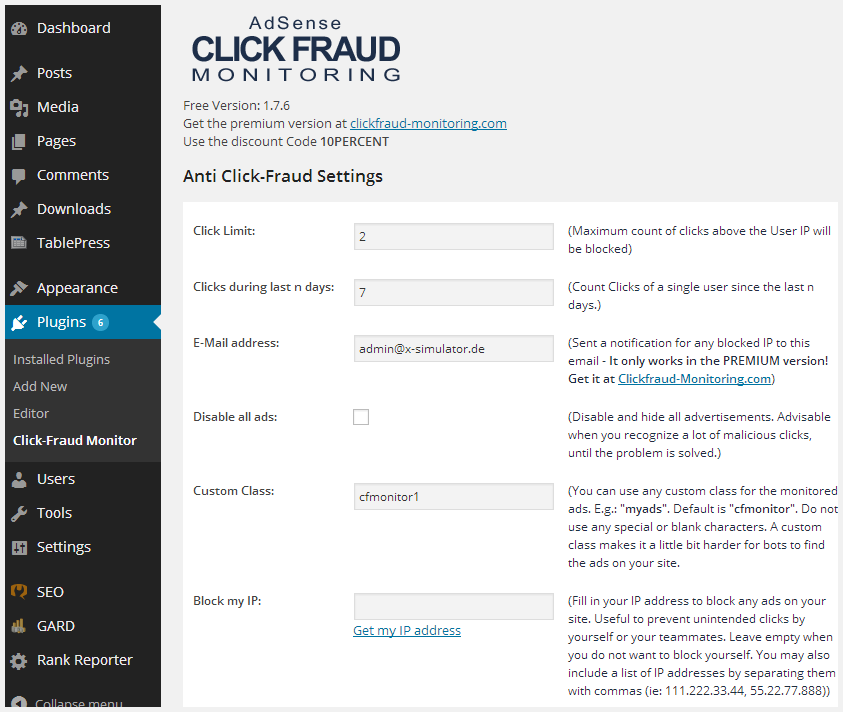 Dashboard
Posts
Media
Pages
Comments
Downloads
TablePress
Appearance
Plugins 6
Installed Plugins
Add New
Editor
Click-Fraud Monitor
Users
Tools
Settings
SEO
GARD
Rank Reporter
Collapse menu
AdSense
CLICK FRAUD
MONITORING
Free Version: 1.7.6
Get the premium version at clickfraud-monitoring.com
Use the discount Code 10PERCENT
Anti Click-Fraud Settings
Click Limit:
2
(Maximum count of clicks above the User IP will
be blocked)
Clicks during last n days:
7
(Count Clicks of a single user since the last n
days.)
E-Mail address:
admin@x-simulator.de
(Sent a notification for any blocked IP to this
email - It only works in the PREMIUM version!
Get it at Clickfraud-Monitoring.com)
Disable all ads:
(Disable and hide all advertisements. Advisable
when you recognize a lot of malicious clicks,
until the problem is solved.)
Custom Class:
cfmonitor1
(You can use any custom class for the monitored
ads. E.g.: "myads". Default is "cfmonitor". Do not
use any special or blank characters. A custom
class makes it a little bit harder for bots to find
the ads on your site.
Block my IP:
Get my IP address
(Fill in your IP address to block any ads on your
site. Useful to prevent unintended clicks by
yourself or your teammates. Leave empty when
you do not want to block yourself. You may also
include a list of IP addresses by separating them
with commas (ie: 111.222.33.44, 55.22.77.888))